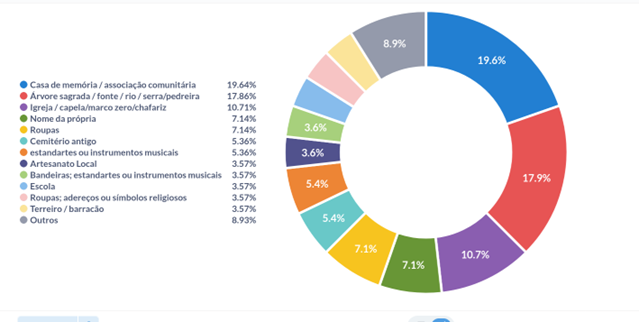 Casa de memória / associação comunitária 19.64%
Árvore sagrada / fonte / rio / serra/pedreira 17.86%
Igreja / capela/marco zero/chafariz 10.71%
Nome da própria 7.14%
Roupas 7.14%
Cemitério antigo 5.36%
estandartes ou instrumentos musicais 5.36%
Artesanato Local 3.57%
Bandeiras; estandartes ou instrumentos musicais 3.57%
Escola 3.57%
Roupas; adereços ou símbolos religiosos 3.57%
Terreiro / barracão 3.57%
Outros 8.93%
19.6%
17.9%
10.7%
7.1%
7.1%
5.4%
5.4%
3.6%
3.6%
8.9%